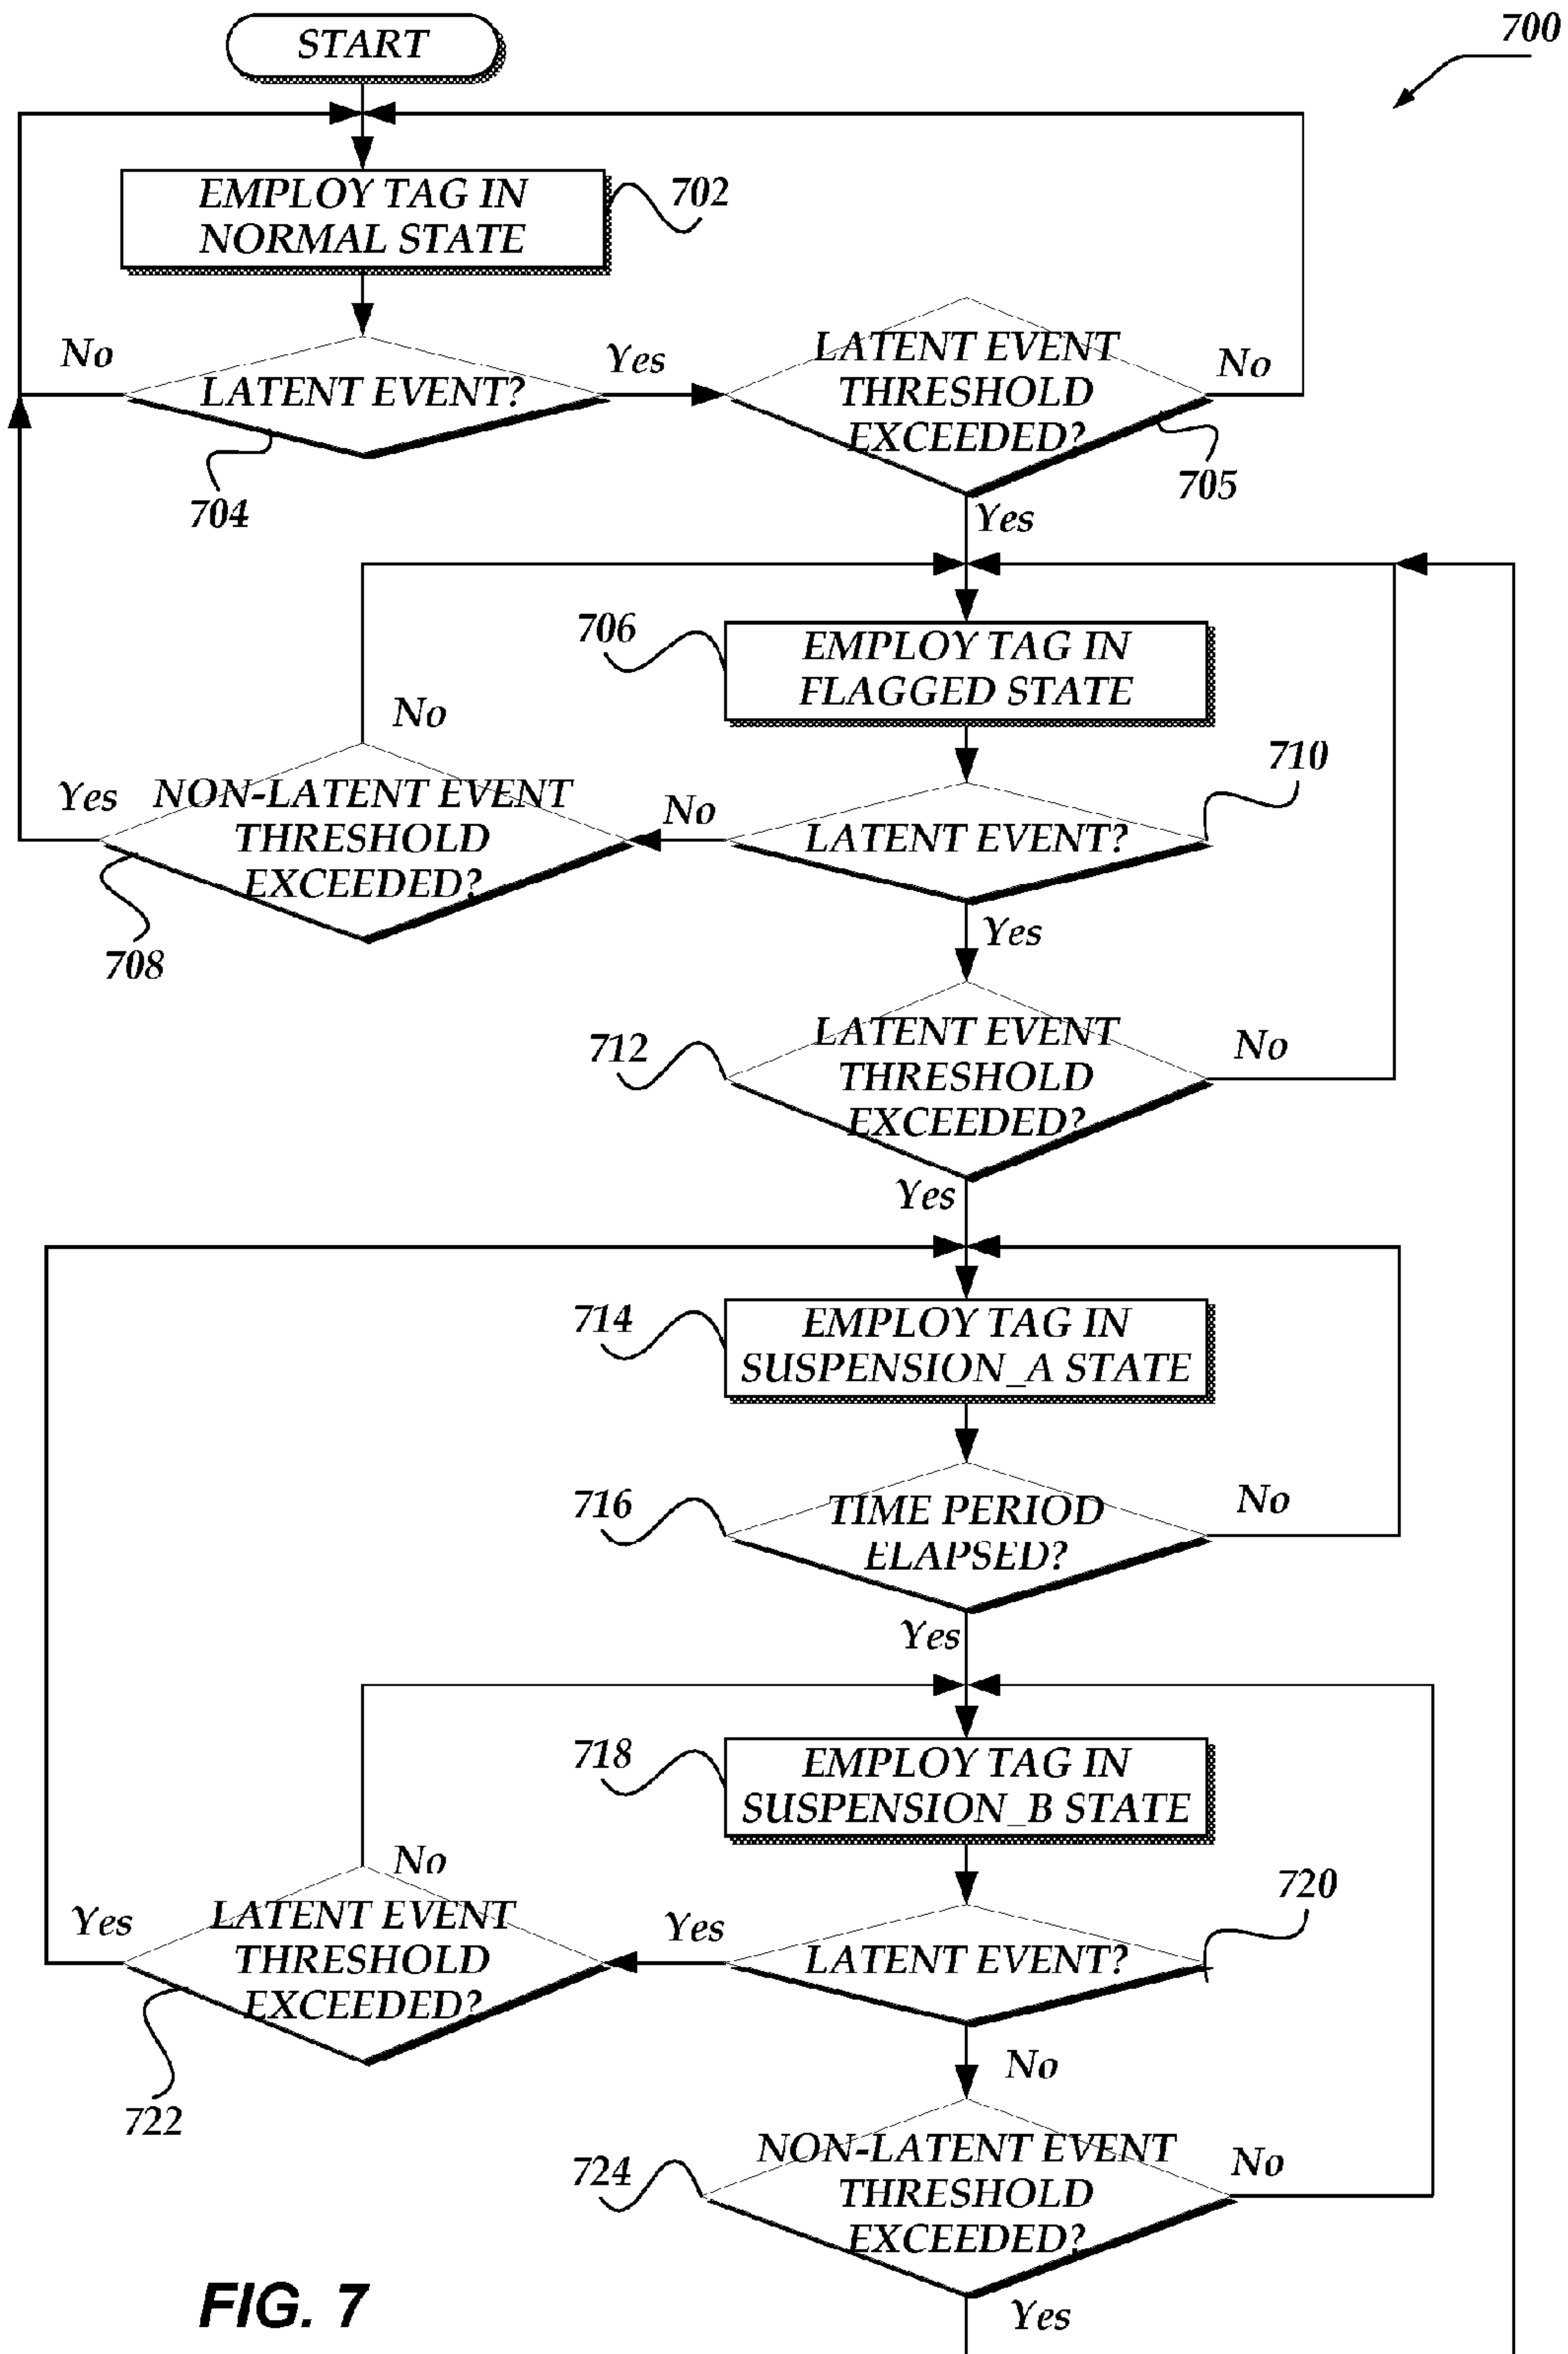 START
700
EMPLOY TAG IN
NORMAL STATE
702
No
LATENT EVENT?
Yes
LATENT EVENT
THRESHOLD
EXCEEDED?
No
704
705
Yes
706
EMPLOY TAG IN
FLAGGED STATE
No
710
Yes
NON-LATENT EVENT
THRESHOLD
EXCEEDED?
No
LATENT EVENT?
708
Yes
712
LATENT EVENT
THRESHOLD
EXCEEDED?
No
Yes
714
EMPLOY TAG IN
SUSPENSION_A STATE
716
TIME PERIOD
ELAPSED?
No
Yes
718
EMPLOY TAG IN
SUSPENSION_B STATE
No
720
Yes
LATENT EVENT
THRESHOLD
EXCEEDED?
Yes
LATENT EVENT?
722
No
724
NON-LATENT EVENT
THRESHOLD
EXCEEDED?
No
FIG. 7
Yes